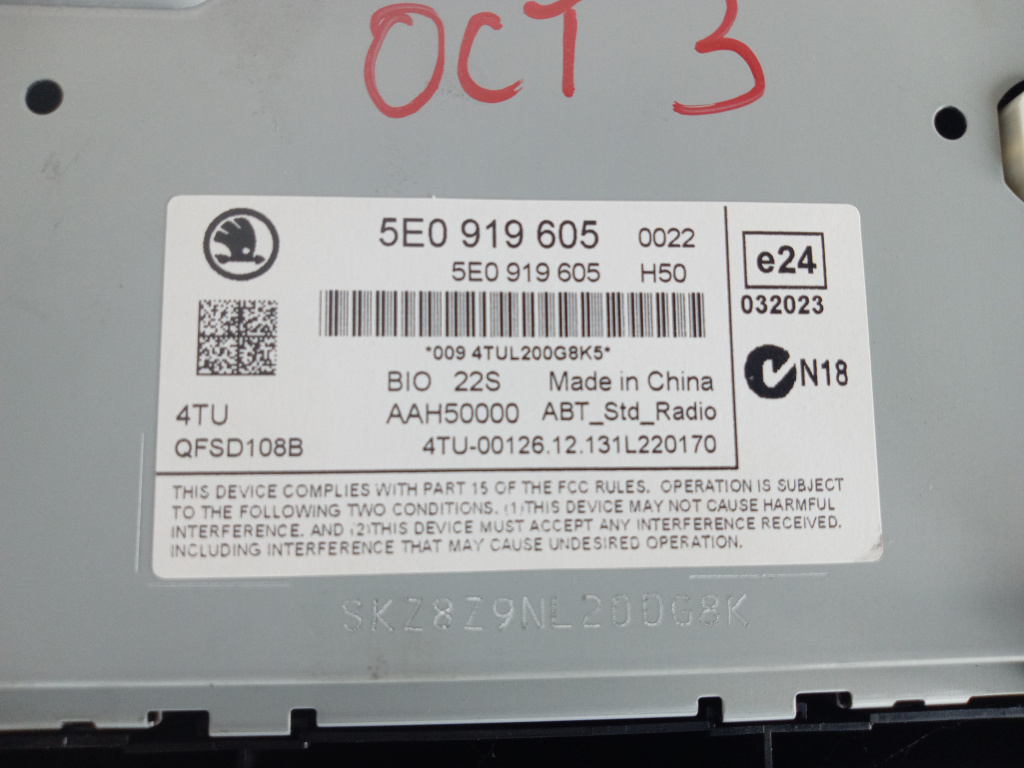 OCT 3
5E0 919 605 0022
5E0 919 605 H50
*009 4TUL200G8K5*
BIO 22S Made in China
4TU AAH50000 ABT_Std_Radio
QFSD108B 4TU-00126.12.131L220170
e24
032023
N18
THIS DEVICE COMPLIES WITH PART 15 OF THE FCC RULES. OPERATION IS SUBJECT
TO THE FOLLOWING TWO CONDITIONS. (1)THIS DEVICE MAY NOT CAUSE HARMFUL
INTERFERENCE. AND (2)THIS DEVICE MUST ACCEPT ANY INTERFERENCE RECEIVED,
INCLUDING INTERFERENCE THAT MAY CAUSE UNDESIRED OPERATION.
SKZ8Z9NL200G8K